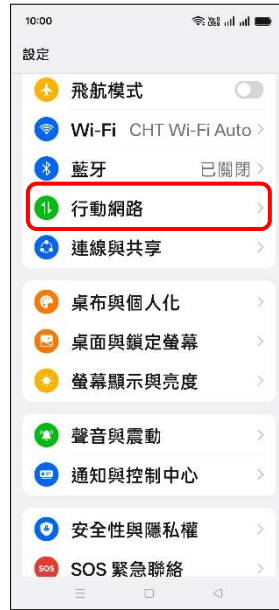 10:00
設定
飛航模式
Wi-Fi CHT Wi-Fi Auto
藍牙 已關閉
行動網路
連線與共享
桌布與個人化
桌面與鎖定螢幕
螢幕顯示與亮度
聲音與震動
通知與控制中心
安全性與隱私權
SOS SOS 緊急聯絡